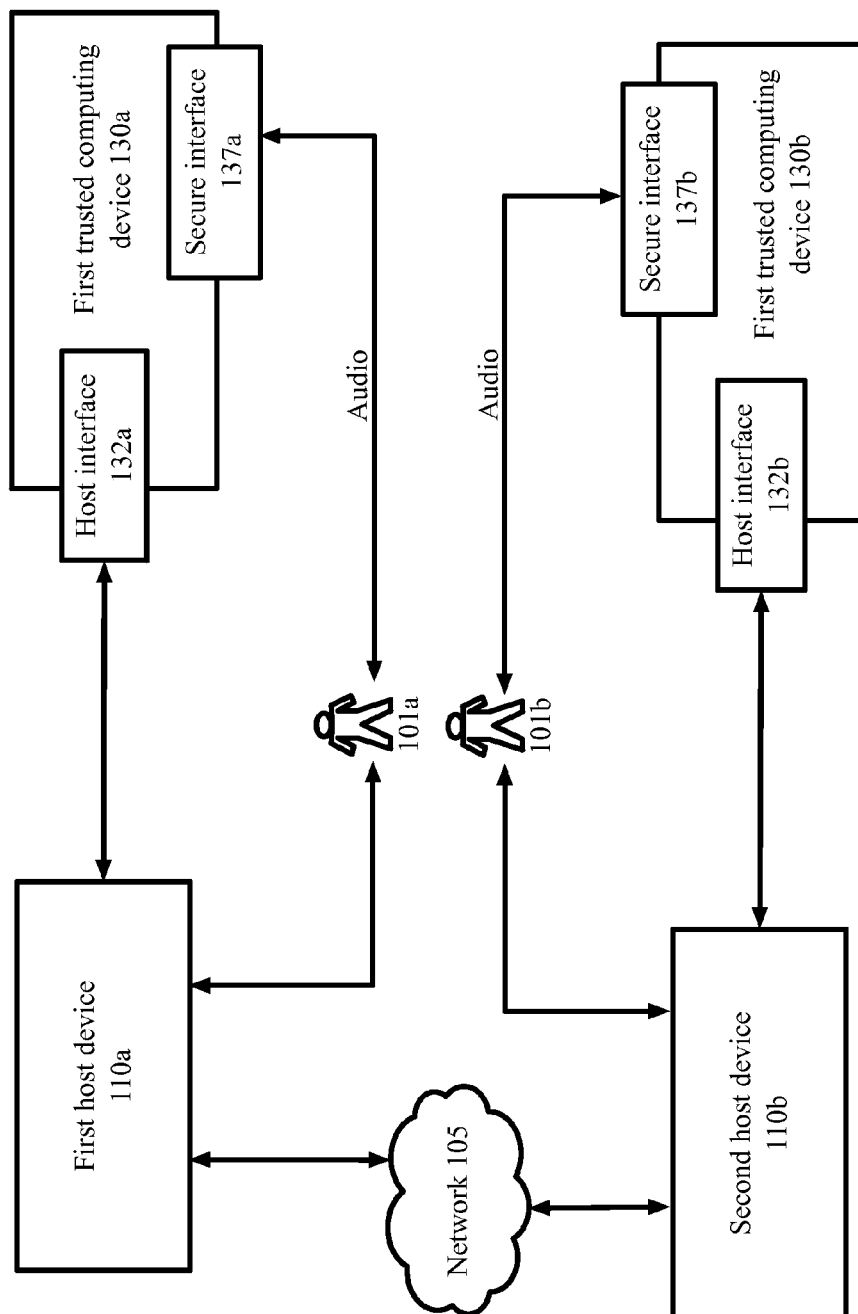 First host device
110a
Host interface
132a
First trusted computing
device 130a
Secure interface
137a
Audio
101a
Network 105
101b
Audio
Second host device
110b
Host interface
132b
Secure interface
137b
First trusted computing
device 130b